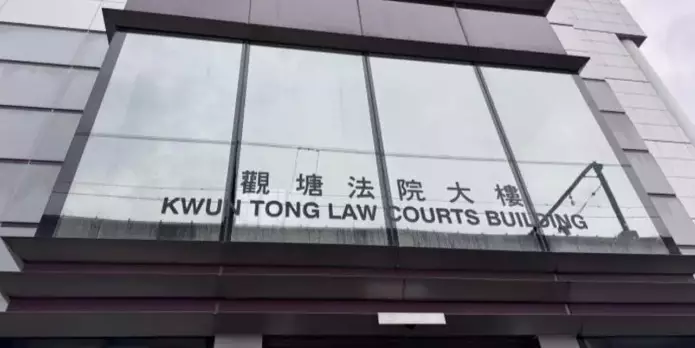 觀塘法院大樓
KWUN TONG LAW COURTS BUILDING